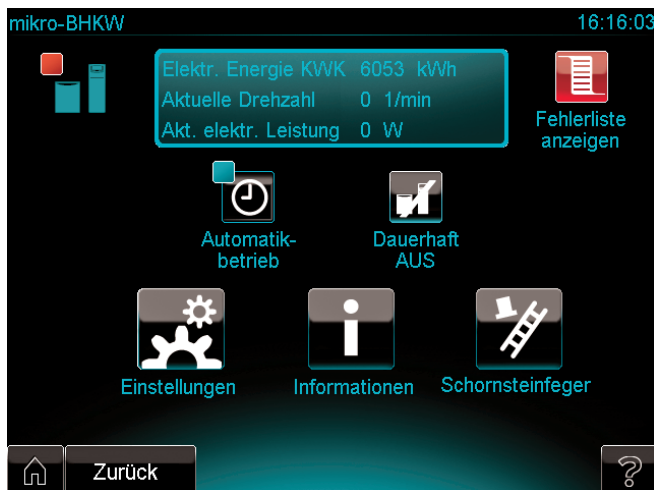 mikro-BHKW 16:16:03
Elektr. Energie KWK 6053 kWh
Aktuelle Drehzahl 0 1/min
Akt. elektr. Leistung 0 W
Fehlerliste
anzeigen
Automatik-
betrieb
Dauerhaft
AUS
Einstellungen
Informationen
Schornsteinfeger
Zurück
?